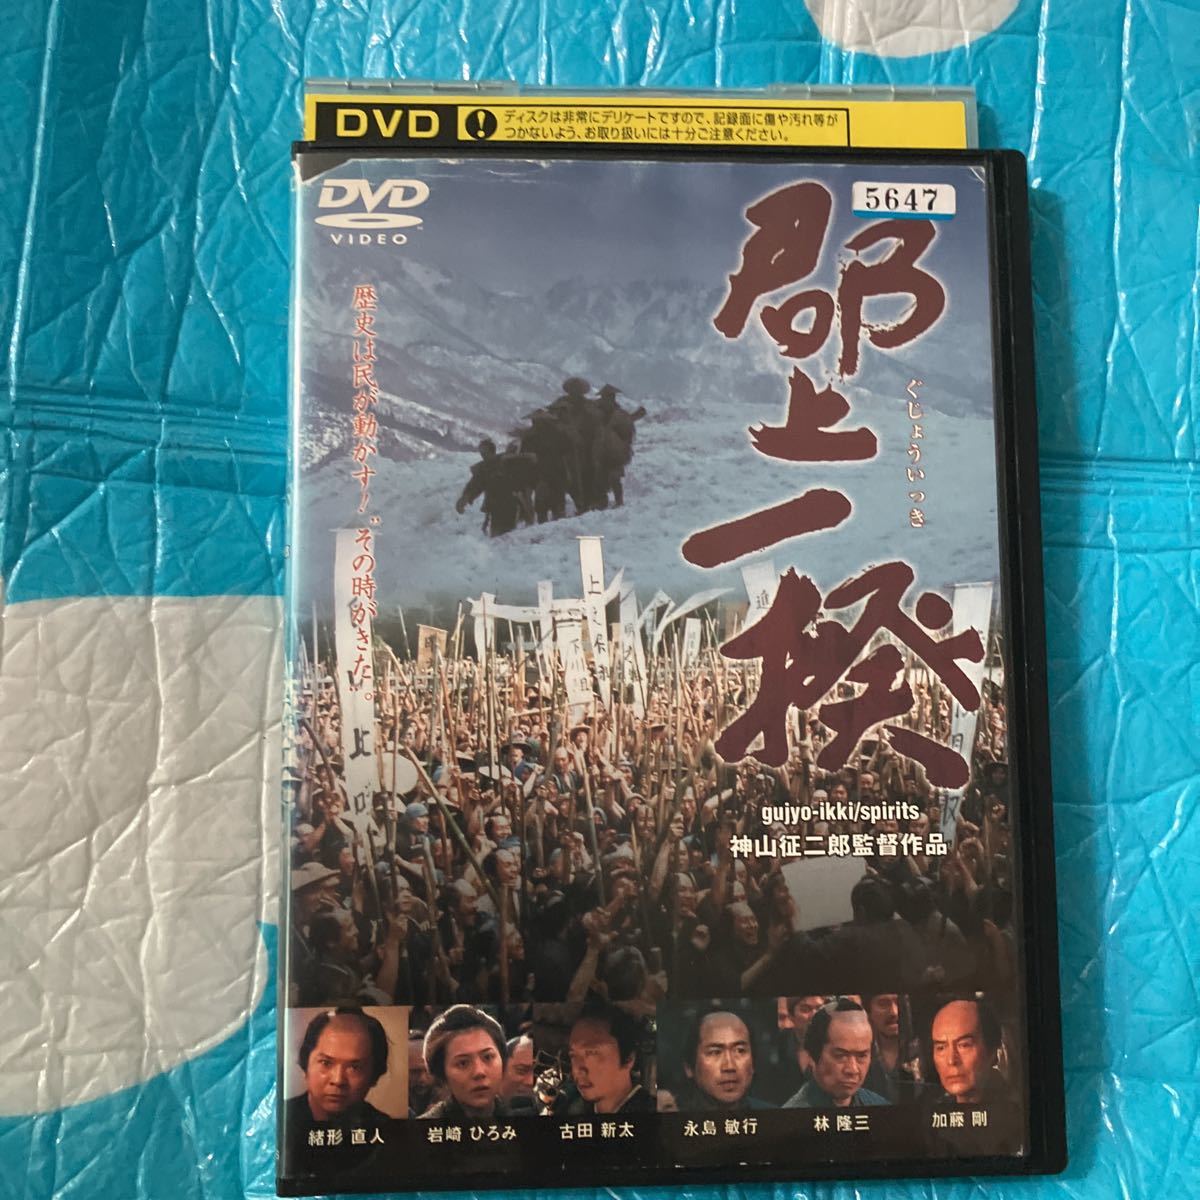 DVD
ディスクは非常にデリケートですので、記録面に傷や汚れ等が
つかないよう、お取り扱いには十分ご注意ください。
DVD
VIDEO
5647
郡上一揆
ぐじょういっき
歴史は民が動かす！“その時がきた”。
gujyo-ikki/spirits
神山征二郎監督作品
緒形 直人
岩崎 ひろみ
古田 新太
永島 敏行
林 隆三
加藤 剛